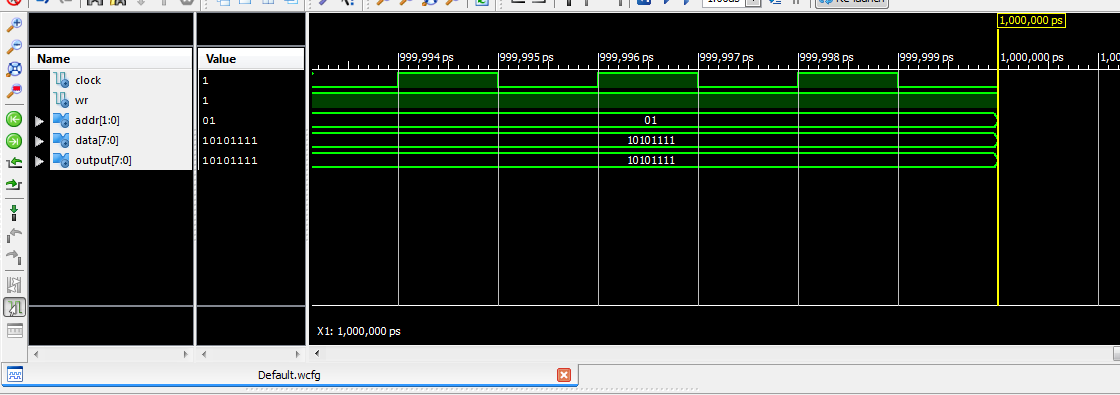 1,000,000 ps
999,994 ps 999,995 ps 999,996 ps 999,997 ps 999,998 ps 999,999 ps 1,000,000 ps
Name Value
clock 1
wr 1
addr[1:0] 01 01
data[7:0] 10101111 10101111
output[7:0] 10101111 10101111
X1: 1,000,000 ps
Default.wcfg